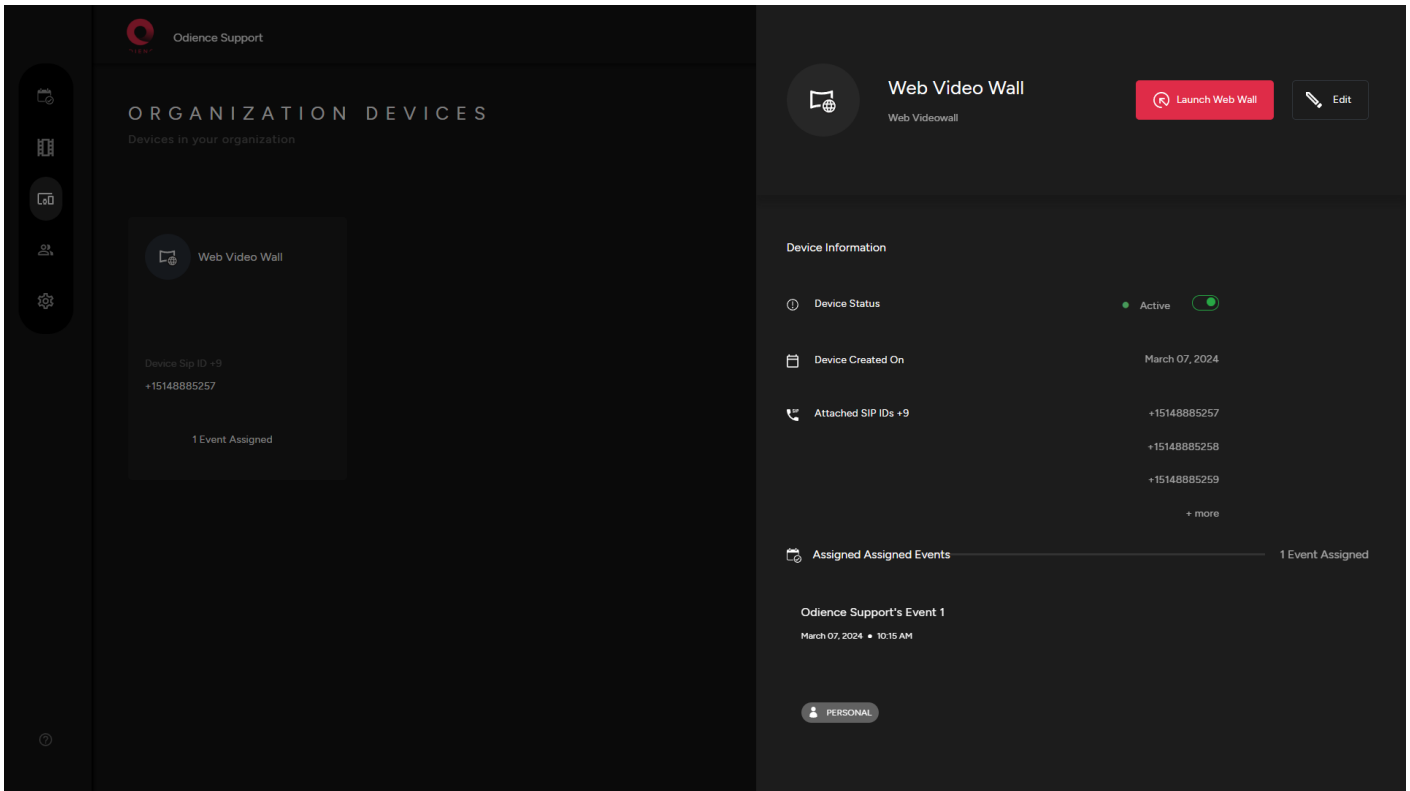 Odience Support
ORGANIZATION DEVICES
Devices in your organization
Web Video Wall
Device Sip ID +9
+15148885257
1 Event Assigned
Web Video Wall
Web Videowall
Launch Web Wall
Edit
Device Information
Device Status
Active
Device Created On
March 07, 2024
Attached SIP IDs +9
+15148885257
+15148885258
+15148885259
+ more
Assigned Assigned Events
1 Event Assigned
Odience Support's Event 1
March 07, 2024 • 10:15 AM
PERSONAL